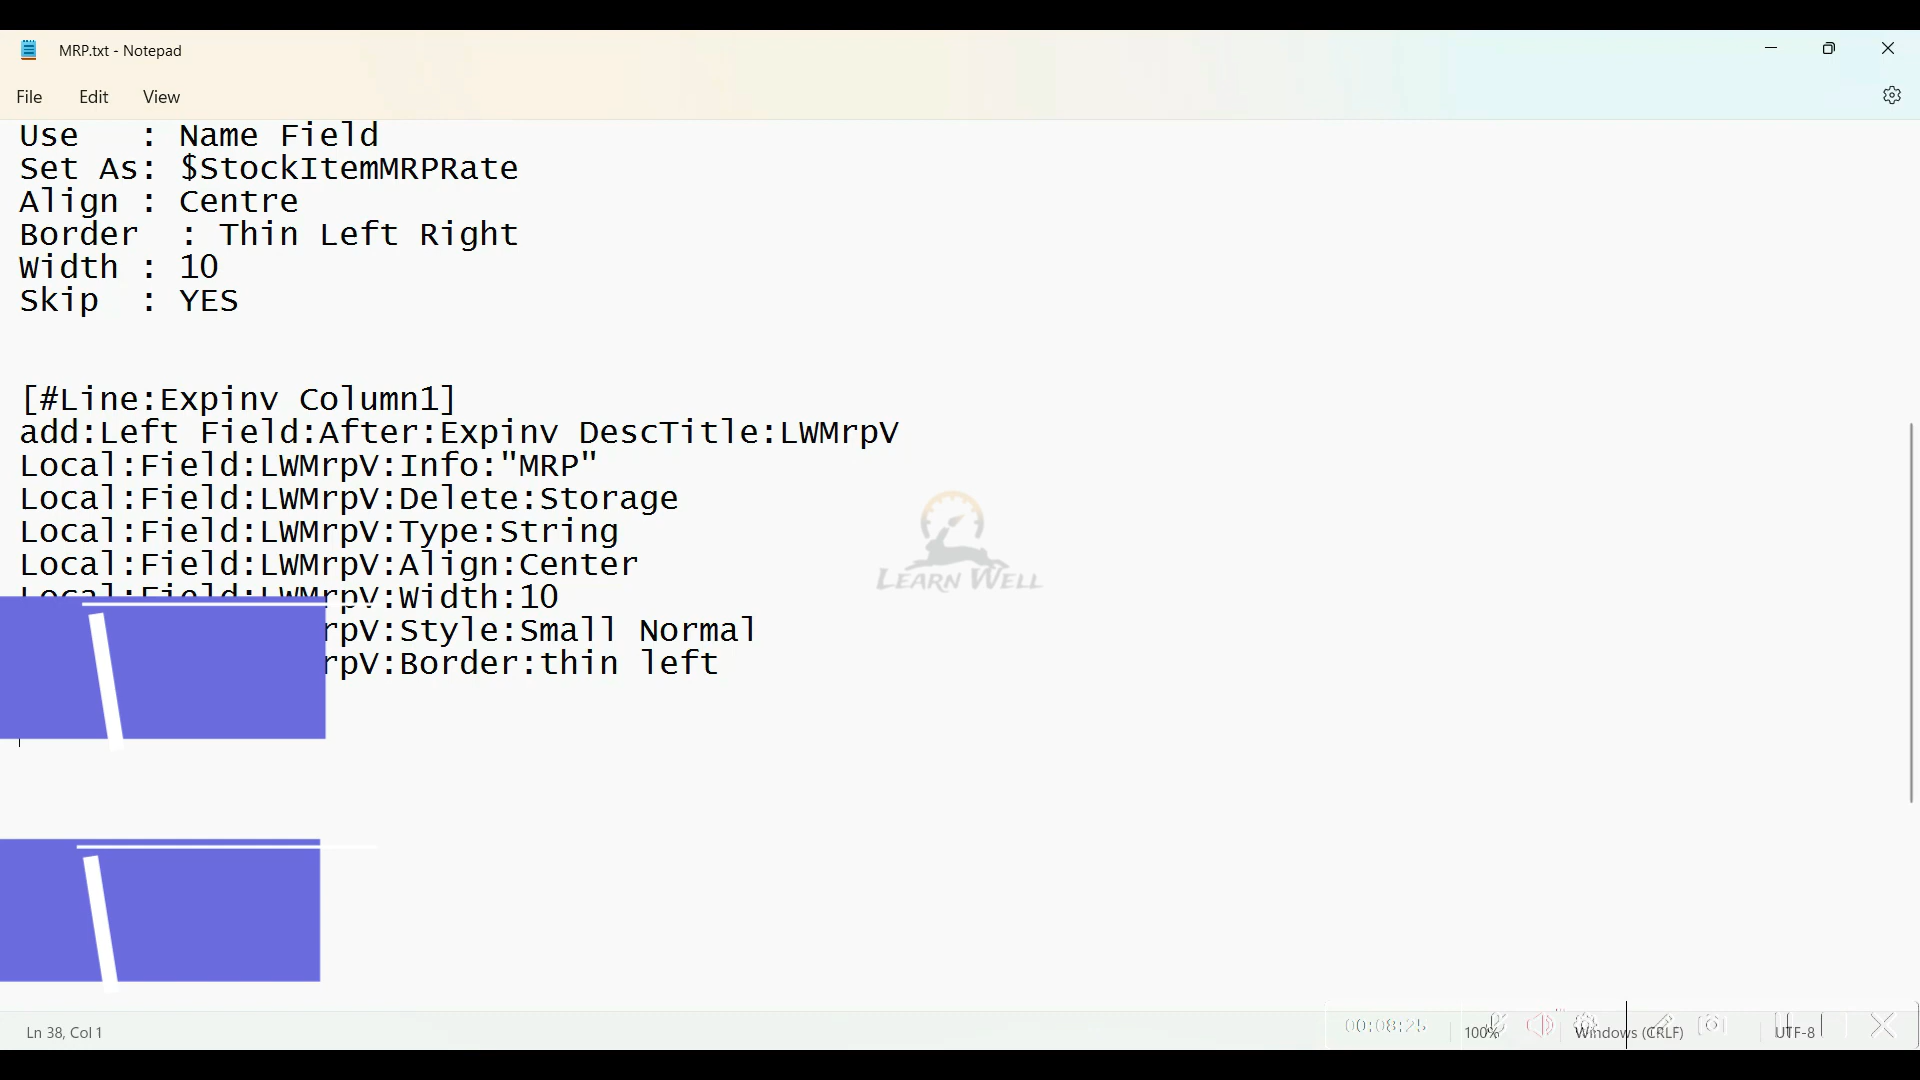 MRP.txt - Notepad
File Edit View
Use : Name Field
Set As: $StockItemMRPRate
Align : Centre
Border : Thin Left Right
Width : 10
Skip : YES
[#Line:Expinv Column1]
add:Left Field:After:Expinv DescTitle:LWMrpV
Local:Field:LWMrpV:Info:"MRP"
Local:Field:LWMrpV:Delete:Storage
Local:Field:LWMrpV:Type:String
Local:Field:LWMrpV:Align:Center
Local:Field:LWMrpV:Width:10
rpV:Style:Small Normal
rpV:Border:thin left
LEARN WELL
Ln 38, Col 1
00:08:25
100%
Windows (CRLF)
UTF-8